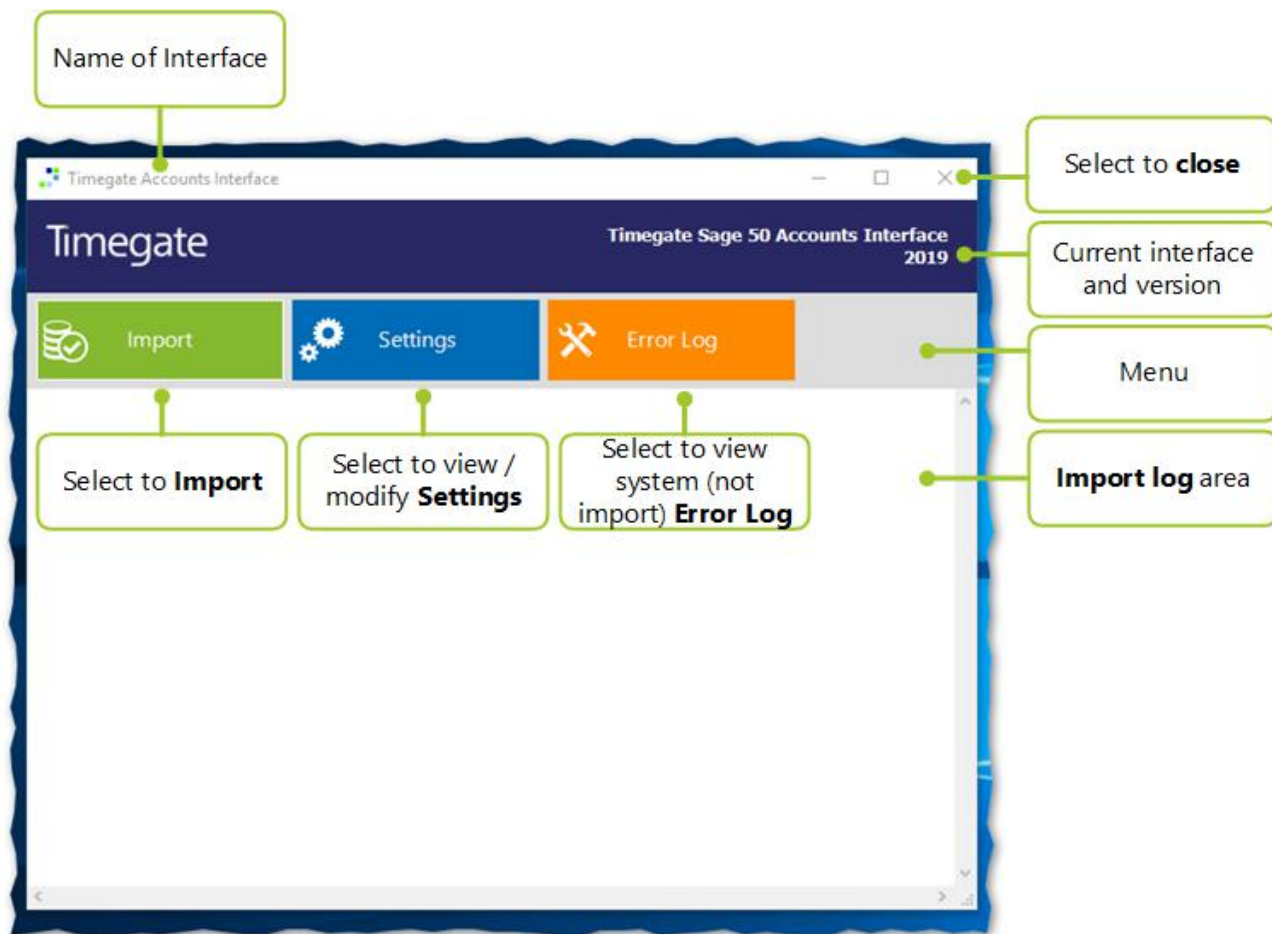 Name of Interface
Timegate Accounts Interface
Select to close
Timegate
Timegate Sage 50 Accounts Interface
2019
Current interface
and version
Import
Settings
Error Log
Menu
Select to Import
Select to view /
modify Settings
Select to view
system (not
import) Error Log
Import log area